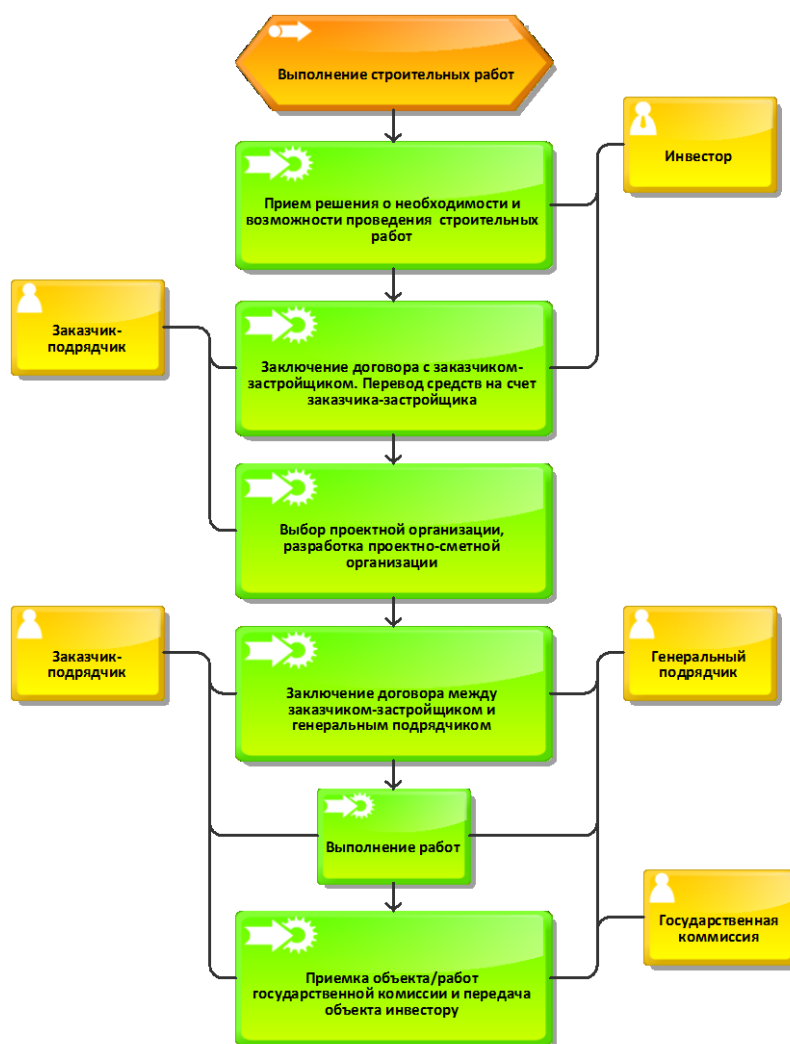 Выполнение строительных работ
Инвестор
Прием решения о необходимости и
возможности проведения строительных
работ
Заказчик-
подрядчик
Заключение договора с заказчиком-
застройщиком. Перевод средств на счет
заказчика-застройщика
Выбор проектной организации,
разработка проектно-сметной
организации
Заказчик-
подрядчик
Генеральный
подрядчик
Заключение договора между
заказчиком-застройщиком и
генеральным подрядчиком
Выполнение работ
Государственная
коммиссия
Приемка объекта/работ
государственной комиссии и передача
объекта инвестору